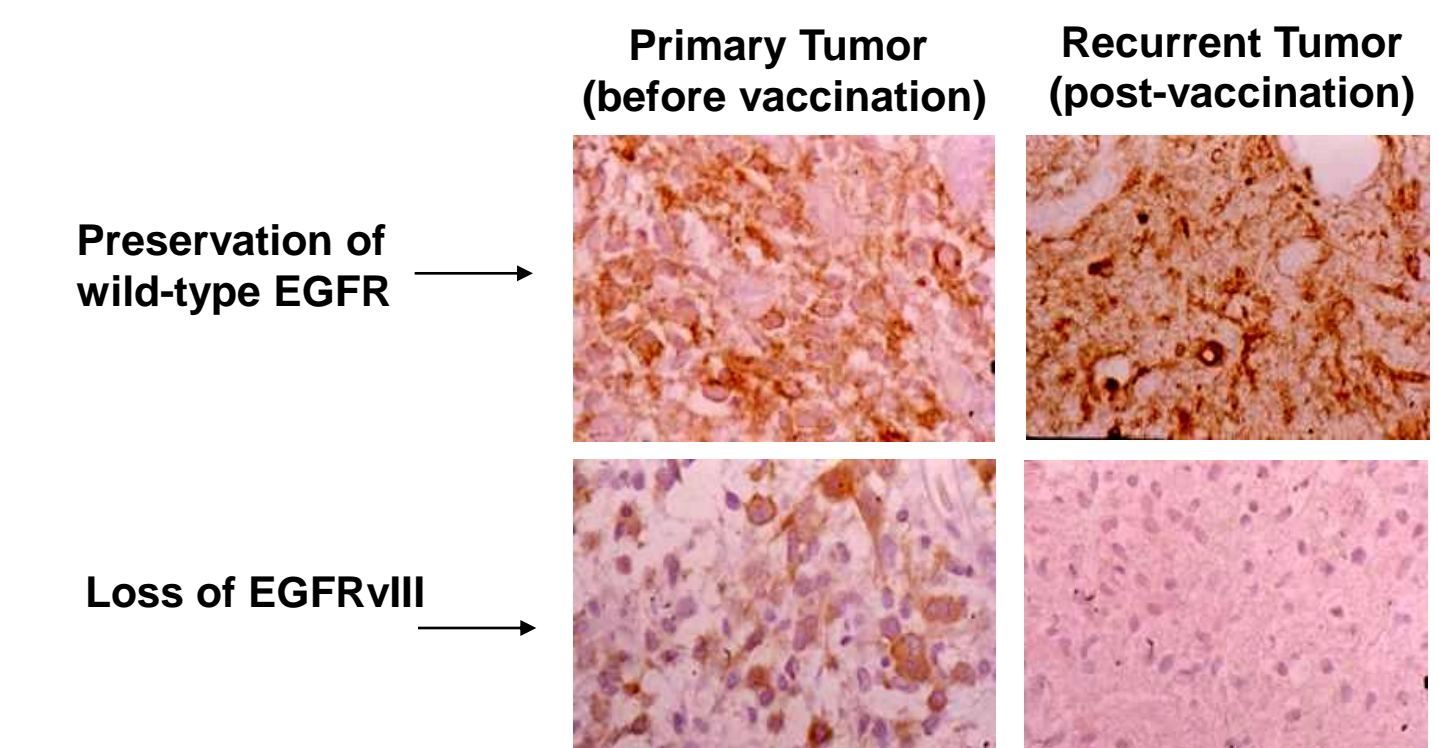 Primary Tumor
(before vaccination)
Recurrent Tumor
(post-vaccination)
Preservation of
wild-type EGFR
Loss of EGFRvIII